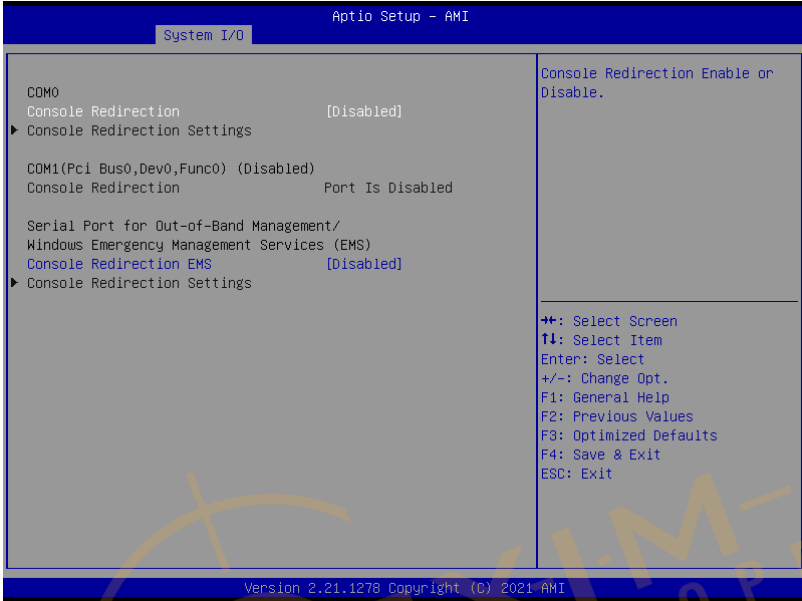 Aptio Setup – AMI
System I/O
COM0
Console Redirection [Disabled]
Console Redirection Settings
COM1(Pci Bus0,Dev0,Func0) (Disabled)
Console Redirection Port Is Disabled
Serial Port for Out-of-Band Management/
Windows Emergency Management Services (EMS)
Console Redirection EMS [Disabled]
Console Redirection Settings
Console Redirection Enable or
Disable.
→←: Select Screen
↑↓: Select Item
Enter: Select
+/-: Change Opt.
F1: General Help
F2: Previous Values
F3: Optimized Defaults
F4: Save & Exit
ESC: Exit
Version 2.21.1278 Copyright (C) 2021 AMI